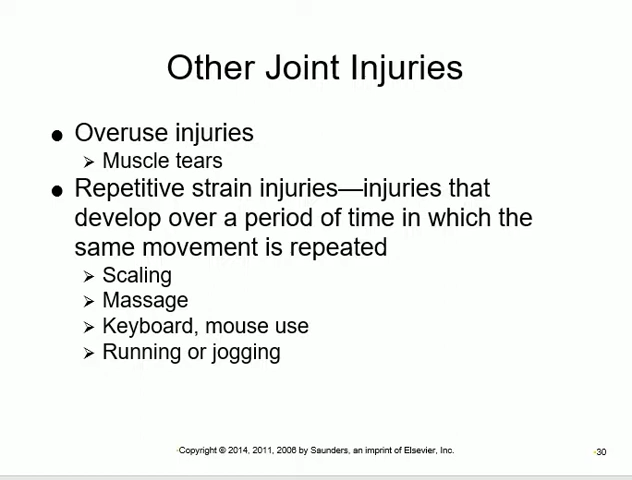 Other Joint Injuries
● Overuse injuries
➢ Muscle tears
● Repetitive strain injuries—injuries that
develop over a period of time in which the
same movement is repeated
➢ Scaling
➢ Massage
➢ Keyboard, mouse use
➢ Running or jogging
Copyright © 2014, 2011, 2006 by Saunders, an imprint of Elsevier, Inc.
30